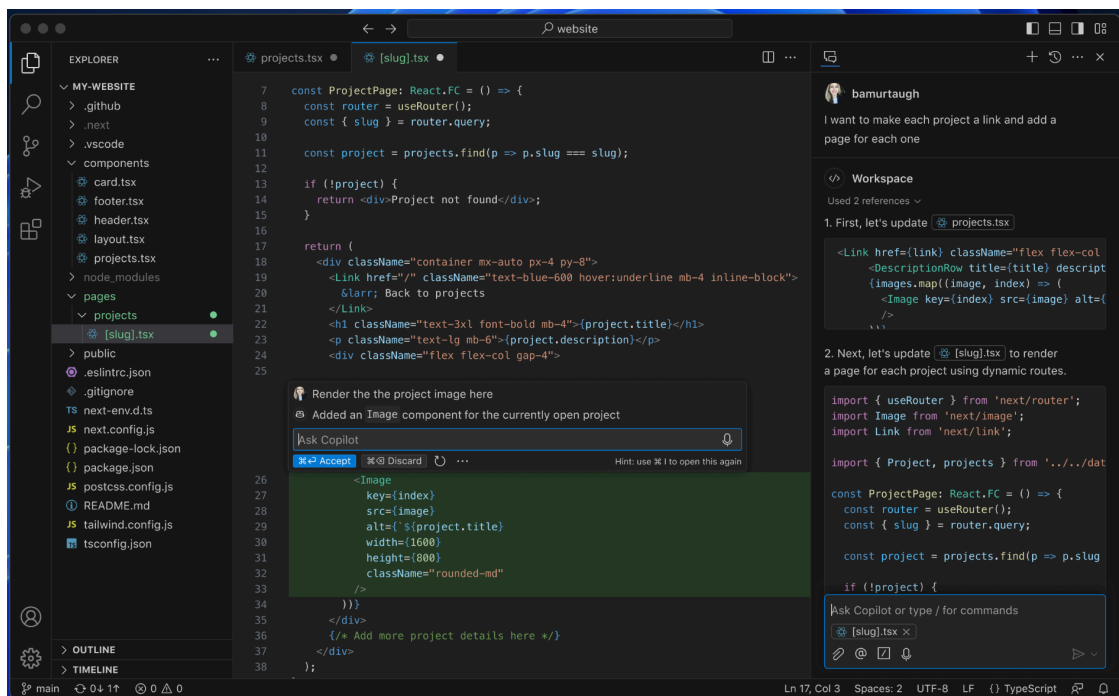 website
EXPLORER
MY-WEBSITE
.github
.next
.vscode
components
card.tsx
footer.tsx
header.tsx
layout.tsx
projects.tsx
node_modules
pages
projects
[slug].tsx
public
.eslintrc.json
.gitignore
TS next-env.d.ts
JS next.config.js
{} package-lock.json
{} package.json
JS postcss.config.js
README.md
JS tailwind.config.js
tsconfig.json
OUTLINE
TIMELINE
projects.tsx
[slug].tsx
7 const ProjectPage: React.FC = () => {
8 const router = useRouter();
9 const { slug } = router.query;
10
11 const project = projects.find(p => p.slug === slug);
12
13 if (!project) {
14 return <div>Project not found</div>;
15 }
16
17 return (
18 <div className="container mx-auto px-4 py-8">
19 <Link href="/" className="text-blue-600 hover:underline mb-4 inline-block">
20 &larr; Back to projects
21 </Link>
22 <h1 className="text-3xl font-bold mb-4">{project.title}</h1>
23 <p className="text-lg mb-6">{project.description}</p>
24 <div className="flex flex-col gap-4">
25
Render the the project image here
Added an Image component for the currently open project
Ask Copilot
⌘⏎ Accept ⌘⌫ Discard
Hint: use ⌘ I to open this again
26 <Image
27 key={index}
28 src={image}
29 alt={`${project.title}
30 width={1600}
31 height={800}
32 className="rounded-md"
33 />
34 ))}
35 </div>
36 {/* Add more project details here */}
37 </div>
38 );
bamurtaugh
I want to make each project a link and add a
page for each one
Workspace
Used 2 references
1. First, let's update projects.tsx
<Link href={link} className="flex flex-col
<DescriptionRow title={title} descript
{images.map((image, index) => (
<Image key={index} src={image} alt={
/>
))}
2. Next, let's update [slug].tsx to render
a page for each project using dynamic routes.
import { useRouter } from 'next/router';
import Image from 'next/image';
import Link from 'next/link';
import { Project, projects } from '../../dat
const ProjectPage: React.FC = () => {
const router = useRouter();
const { slug } = router.query;
const project = projects.find(p => p.slug
if (!project) {
Ask Copilot or type / for commands
[slug].tsx
main 0↓ 1↑ 0 0
Ln 17, Col 3 Spaces: 2 UTF-8 LF {} TypeScript